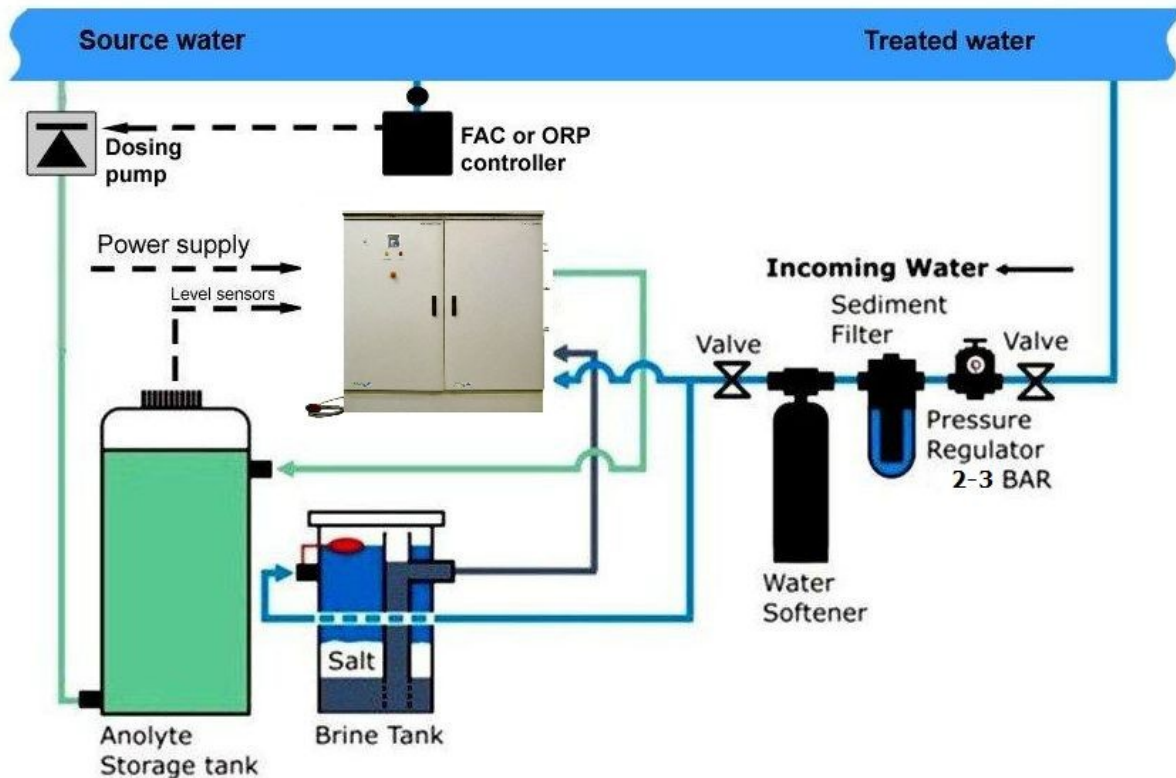 Source water
Treated water
Dosing
pump
FAC or ORP
controller
Power supply
Level sensors
Incoming Water
Sediment
Filter
Valve
Valve
Pressure
Regulator
2-3 BAR
Water
Softener
Salt
Brine Tank
Anolyte
Storage tank